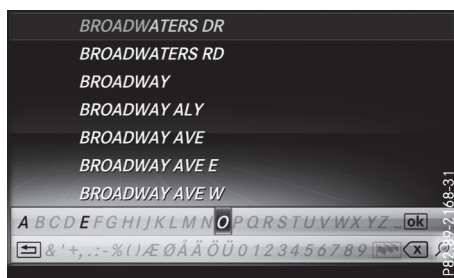 BROADWATERS DR
BROADWATERS RD
BROADWAY
BROADWAY ALY
BROADWAY AVE
BROADWAY AVE E
BROADWAY AVE W
A B C D E F G H I J K L M N O P Q R S T U V W X Y Z _ ok
& ' + , . : - % ( ) Æ Ø Å Ä Ö Ü 0 1 2 3 4 5 6 7 8 9 X
P82.99-2168-31